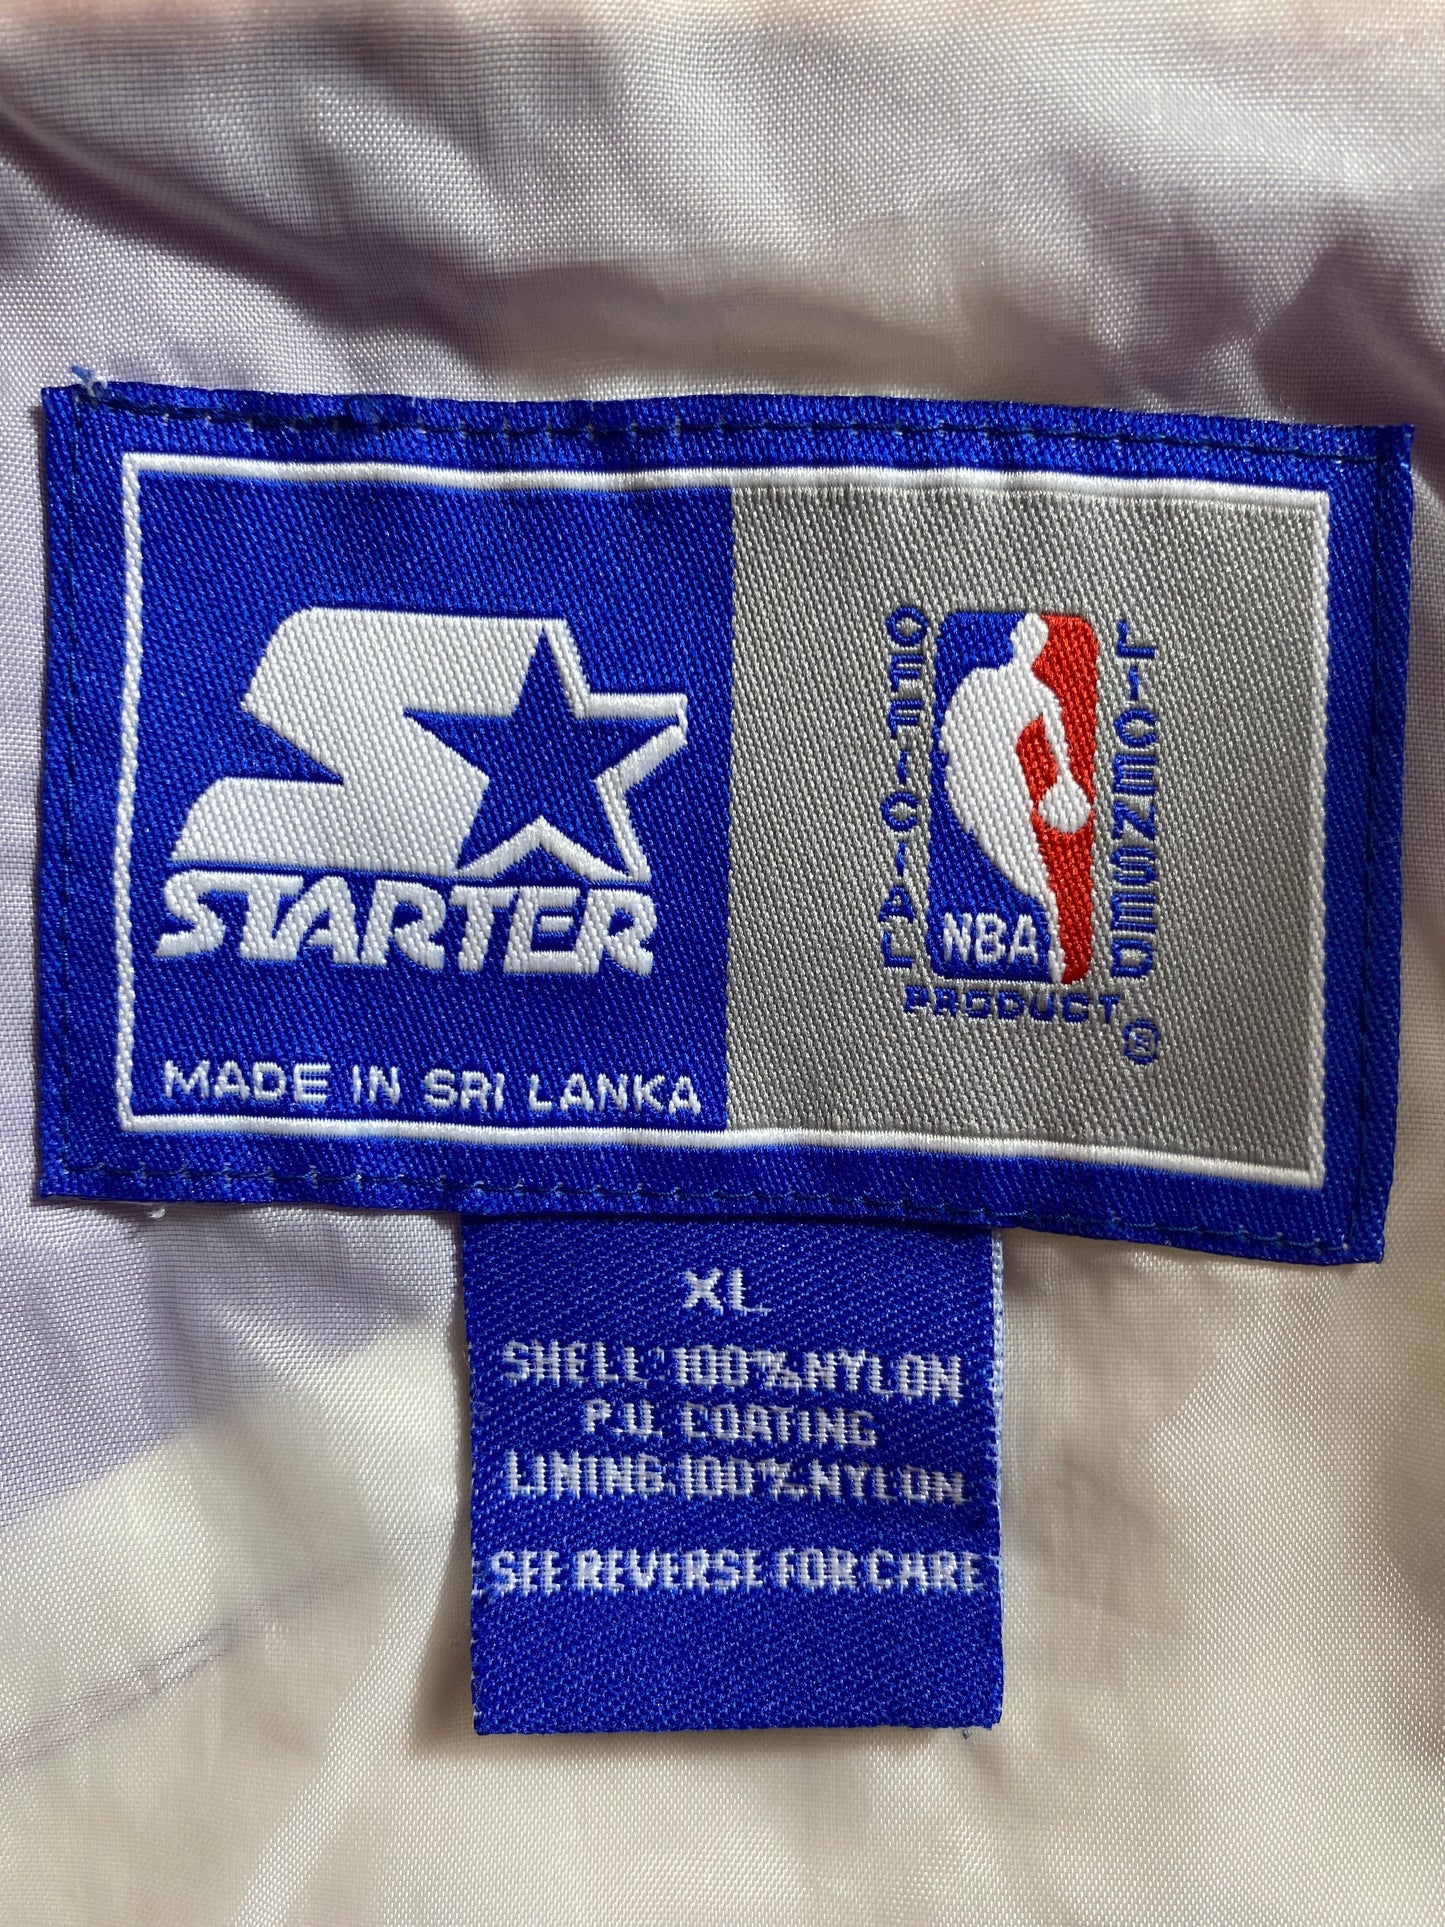 STARTER
MADE IN SRI LANKA
OFFICIAL
LICENSED
NBA
PRODUCT ®
XL
SHELL 100% NYLON
P.U. COATING
LINING 100% NYLON
SEE REVERSE FOR CARE